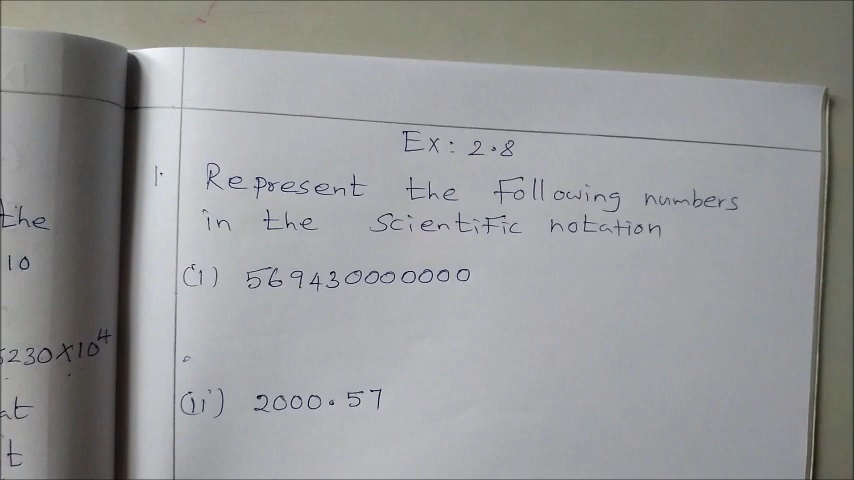 the
10
5230×10⁴
at
t
Ex: 2.8
1. Represent the Following numbers
in the Scientific notation
(i) 569430000000
(ii) 2000.57